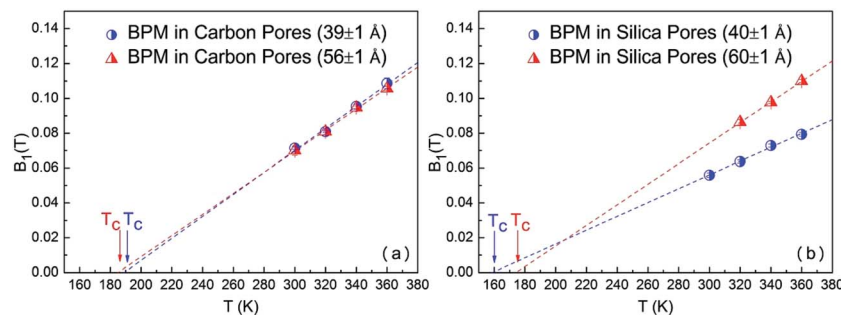 BPM in Carbon Pores (39±1 Å)
BPM in Carbon Pores (56±1 Å)
B1(T)
0.14
0.12
0.10
0.08
0.06
0.04
0.02
0.00
Tc Tc
(a)
140 160 180 200 220 240 260 280 300 320 340 360 380
T (K)
BPM in Silica Pores (40±1 Å)
BPM in Silica Pores (60±1 Å)
B1(T)
0.14
0.12
0.10
0.08
0.06
0.04
0.02
0.00
Tc Tc
(b)
140 160 180 200 220 240 260 280 300 320 340 360 380
T (K)